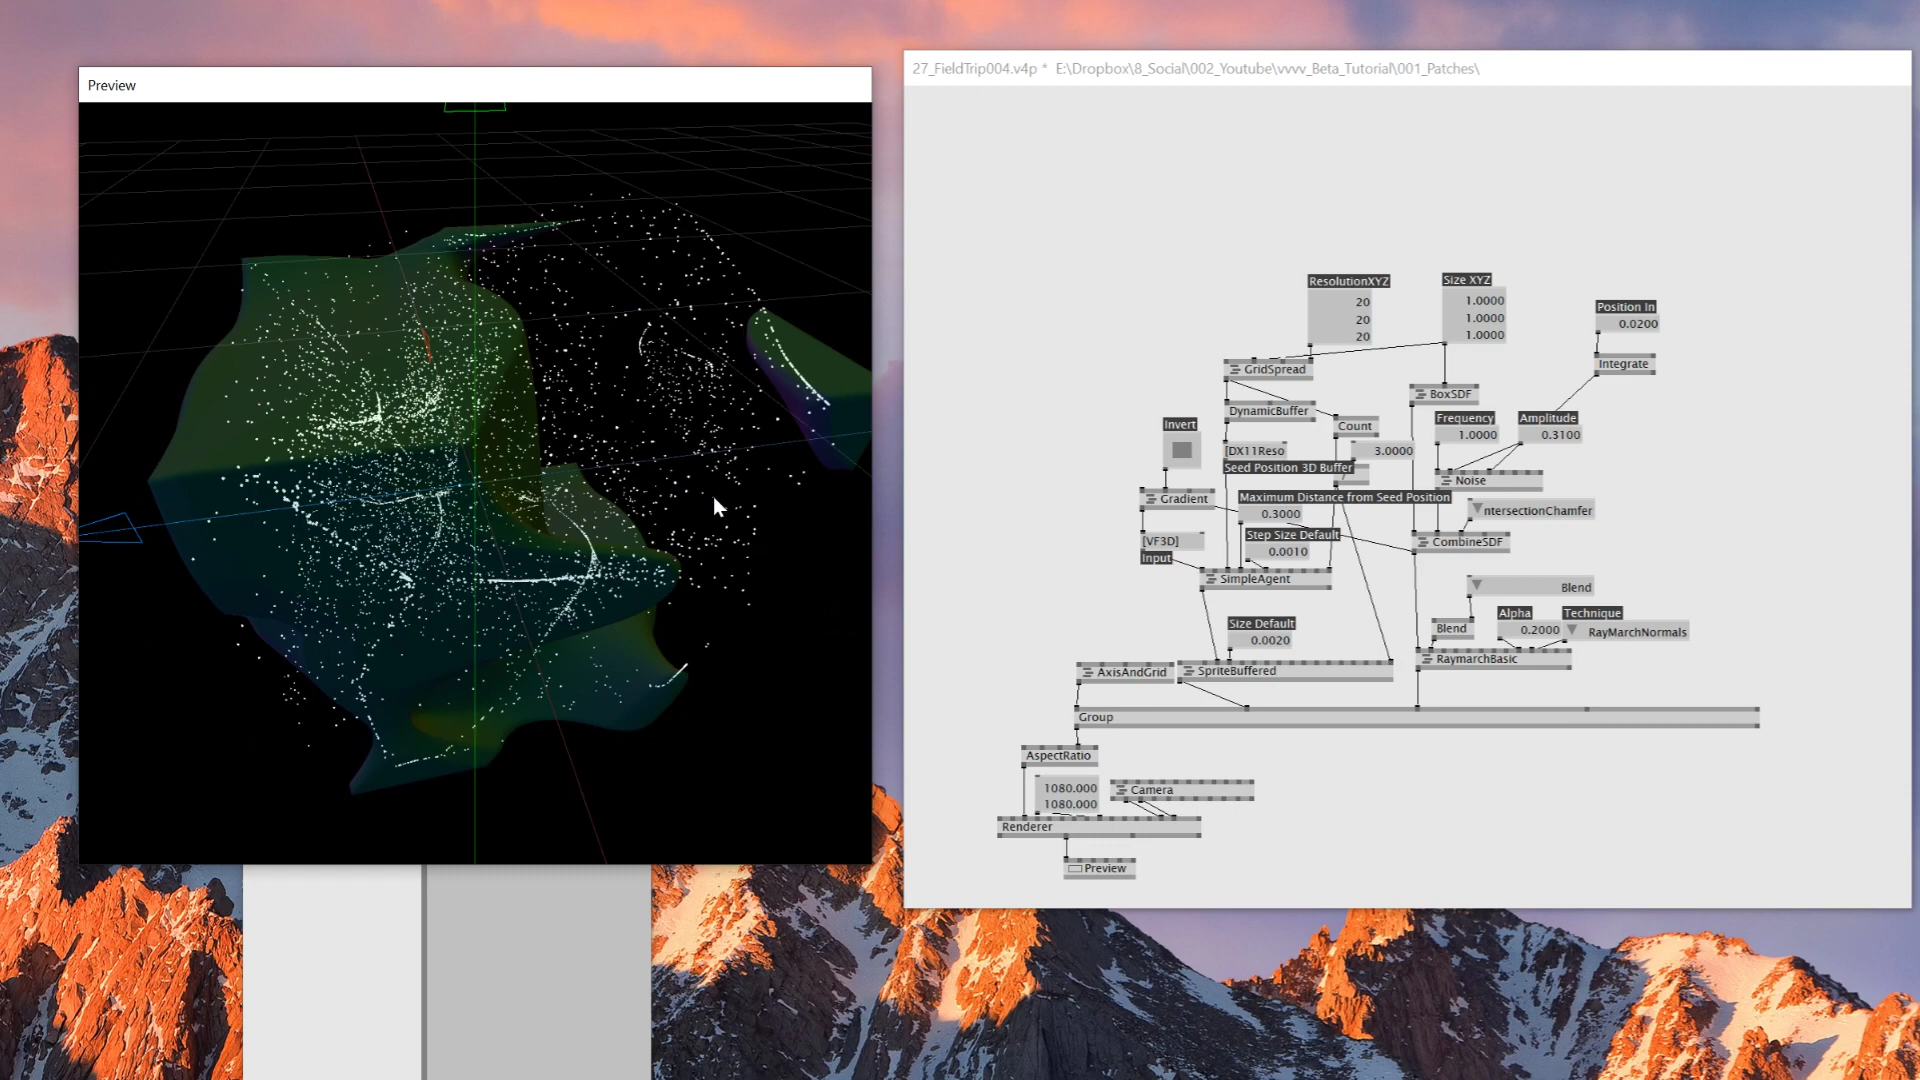 Preview
27_FieldTrip004.v4p * E:\Dropbox\8_Social\002_Youtube\vvvv_Beta_Tutorial\001_Patches\
ResolutionXYZ
20
20
20
Size XYZ
1.0000
1.0000
1.0000
Position In
0.0200
Integrate
GridSpread
BoxSDF
DynamicBuffer
Count
Frequency
1.0000
Amplitude
0.3100
Invert
[DX11Reso
3.0000
Seed Position 3D Buffer
/
Noise
Gradient
Maximum Distance from Seed Position
0.3000
ntersectionChamfer
Step Size Default
0.0010
[VF3D]
Input
CombineSDF
SimpleAgent
Blend
Size Default
0.0020
Blend
Alpha
0.2000
Technique
RayMarchNormals
AxisAndGrid
SpriteBuffered
RaymarchBasic
Group
AspectRatio
1080.000
1080.000
Camera
Renderer
Preview